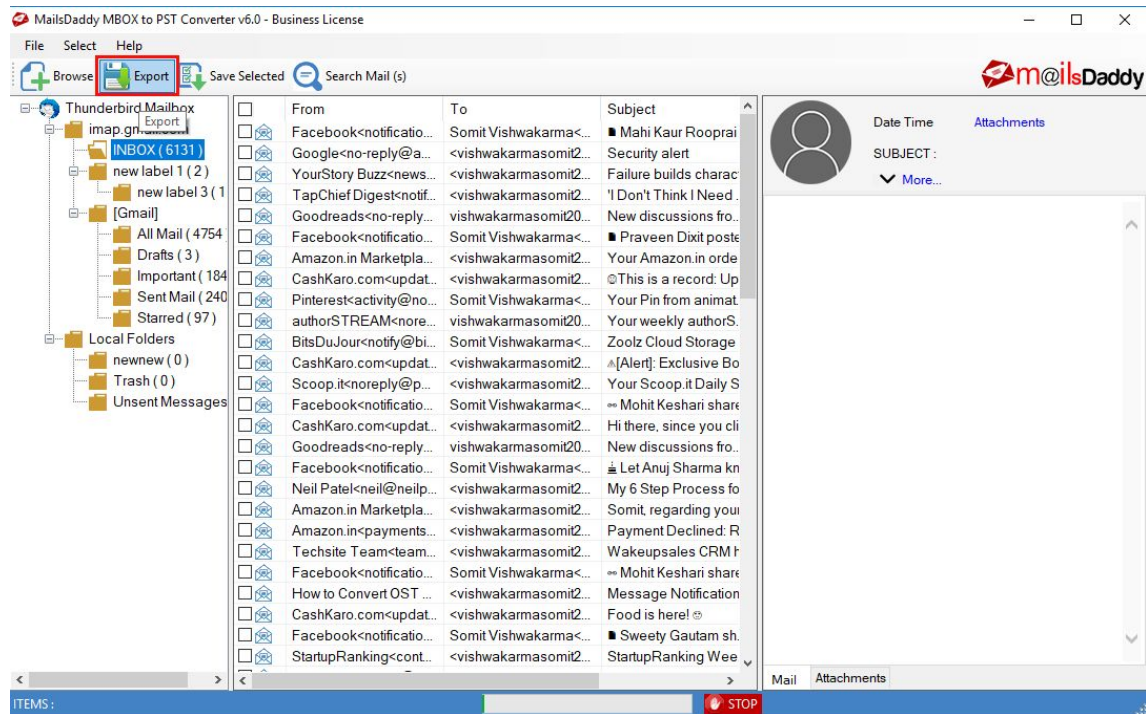 MailsDaddy MBOX to PST Converter v6.0 - Business License
File Select Help
Browse Export Save Selected Search Mail (s)
m@ilsDaddy
Export
Thunderbird Mailbox
imap.gmail.com
INBOX ( 6131 )
new label 1 ( 2 )
new label 3 ( 1
[Gmail]
All Mail ( 4754
Drafts ( 3 )
Important ( 184
Sent Mail ( 240
Starred ( 97 )
Local Folders
newnew ( 0 )
Trash ( 0 )
Unsent Messages
From To Subject
Facebook<notificatio... Somit Vishwakarma<... Mahi Kaur Rooprai
Google<no-reply@a... <vishwakarmasomit2... Security alert
YourStory Buzz<news... <vishwakarmasomit2... Failure builds charac
TapChief Digest<notif... <vishwakarmasomit2... 'I Don't Think I Need .
Goodreads<no-reply... vishwakarmasomit20... New discussions fro..
Facebook<notificatio... Somit Vishwakarma<... Praveen Dixit poste
Amazon.in Marketpla... <vishwakarmasomit2... Your Amazon.in orde
CashKaro.com<updat... <vishwakarmasomit2... This is a record: Up
Pinterest<activity@no... Somit Vishwakarma<... Your Pin from animat.
authorSTREAM<nore... vishwakarmasomit20... Your weekly authorS.
BitsDuJour<notify@bi... Somit Vishwakarma<... Zoolz Cloud Storage
CashKaro.com<updat... <vishwakarmasomit2... [Alert]: Exclusive Bo
Scoop.it<noreply@p... <vishwakarmasomit2... Your Scoop.it Daily S
Facebook<notificatio... Somit Vishwakarma<... Mohit Keshari share
CashKaro.com<updat... <vishwakarmasomit2... Hi there, since you cli
Goodreads<no-reply... vishwakarmasomit20... New discussions fro..
Facebook<notificatio... Somit Vishwakarma<... Let Anuj Sharma kn
Neil Patel<neil@neilp... <vishwakarmasomit2... My 6 Step Process fo
Amazon.in Marketpla... <vishwakarmasomit2... Somit, regarding your
Amazon.in<payments... <vishwakarmasomit2... Payment Declined: R
Techsite Team<team... <vishwakarmasomit2... Wakeupsales CRM h
Facebook<notificatio... Somit Vishwakarma<... Mohit Keshari share
How to Convert OST ... <vishwakarmasomit2... Message Notification
CashKaro.com<updat... <vishwakarmasomit2... Food is here!
Facebook<notificatio... Somit Vishwakarma<... Sweety Gautam sh.
StartupRanking<cont... <vishwakarmasomit2... StartupRanking Wee
Date Time Attachments
SUBJECT :
More...
Mail Attachments
ITEMS :
STOP